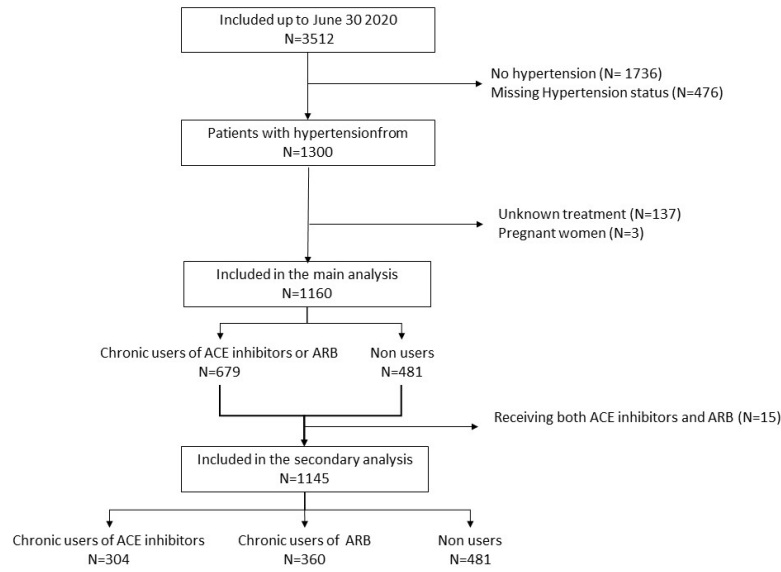 Included up to June 30 2020
N=3512
No hypertension (N= 1736)
Missing Hypertension status (N=476)
Patients with hypertensionfrom
N=1300
Unknown treatment (N=137)
Pregnant women (N=3)
Included in the main analysis
N=1160
Chronic users of ACE inhibitors or ARB
N=679
Non users
N=481
Receiving both ACE inhibitors and ARB (N=15)
Included in the secondary analysis
N=1145
Chronic users of ACE inhibitors
N=304
Chronic users of ARB
N=360
Non users
N=481